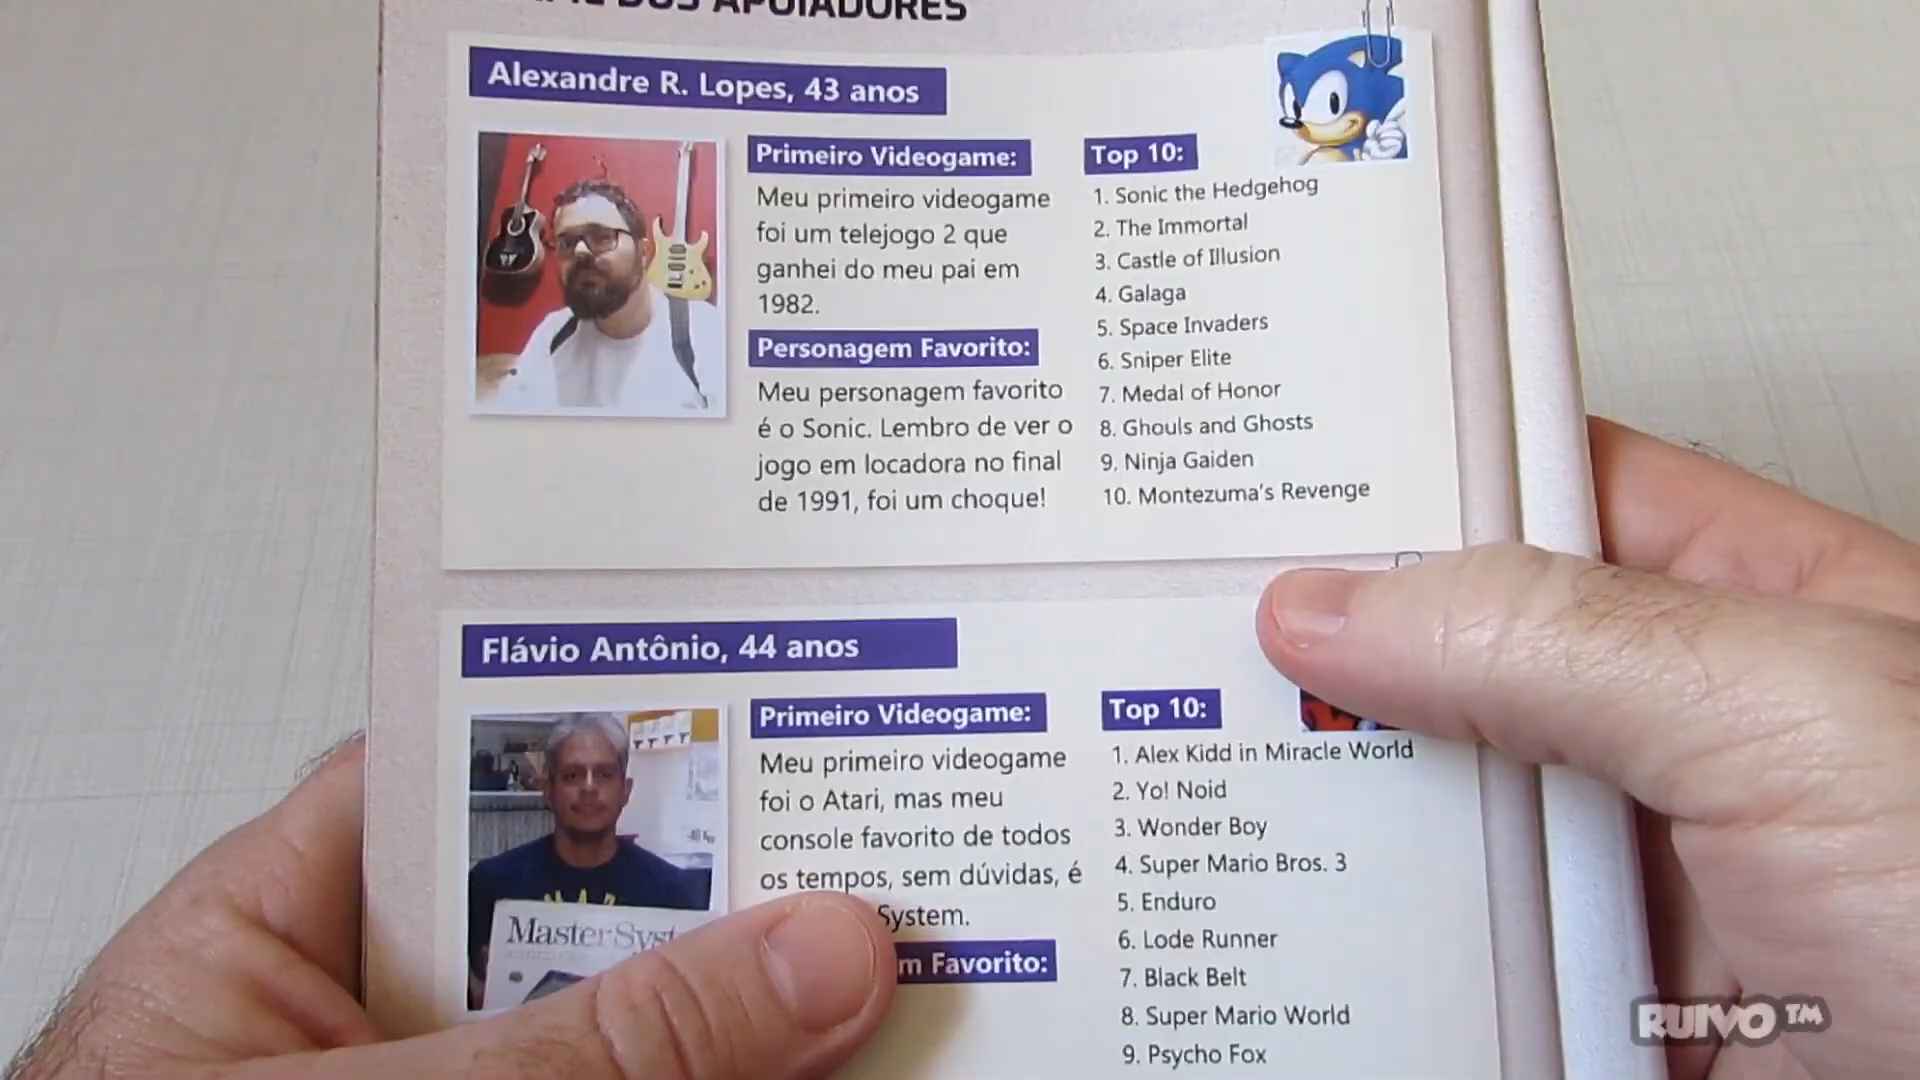 DOS APOIADORES
Alexandre R. Lopes, 43 anos
Primeiro Videogame:
Meu primeiro videogame
foi um telejogo 2 que
ganhei do meu pai em
1982.
Personagem Favorito:
Meu personagem favorito
é o Sonic. Lembro de ver o
jogo em locadora no final
de 1991, foi um choque!
Top 10:
1. Sonic the Hedgehog
2. The Immortal
3. Castle of Illusion
4. Galaga
5. Space Invaders
6. Sniper Elite
7. Medal of Honor
8. Ghouls and Ghosts
9. Ninja Gaiden
10. Montezuma's Revenge
Flávio Antônio, 44 anos
Master Syst
Primeiro Videogame:
Meu primeiro videogame
foi o Atari, mas meu
console favorito de todos
os tempos, sem dúvidas, é
System.
m Favorito:
Top 10:
1. Alex Kidd in Miracle World
2. Yo! Noid
3. Wonder Boy
4. Super Mario Bros. 3
5. Enduro
6. Lode Runner
7. Black Belt
8. Super Mario World
9. Psycho Fox
RUIVO™